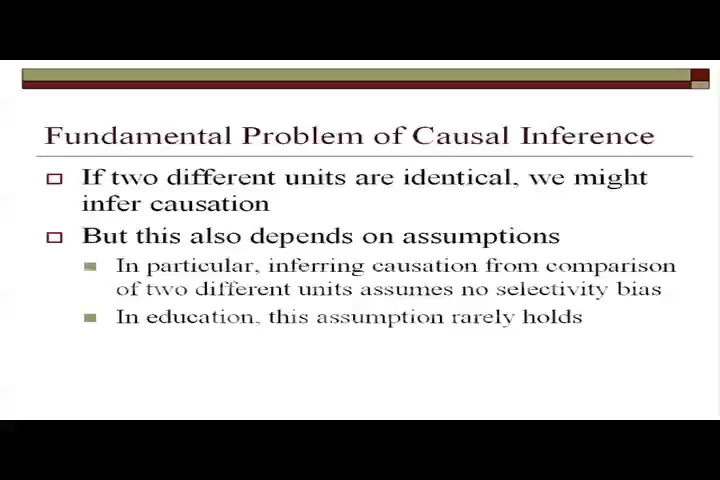 Fundamental Problem of Causal Inference
If two different units are identical, we might
infer causation
But this also depends on assumptions
In particular, inferring causation from comparison
of two different units assumes no selectivity bias
In education, this assumption rarely holds